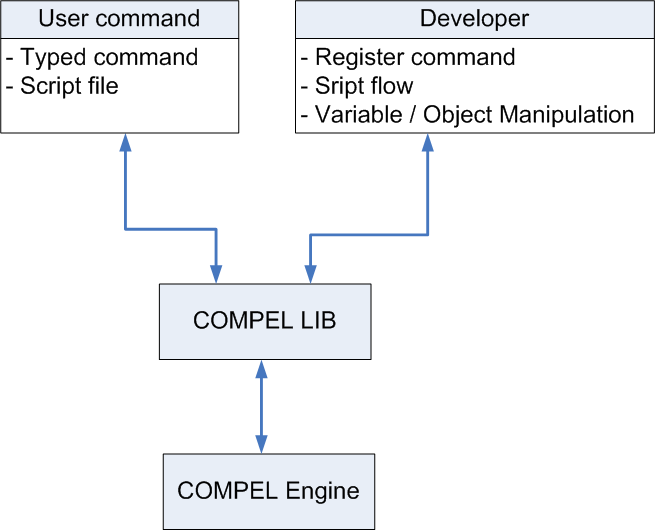 User command
- Typed command
- Script file
Developer
- Register command
- Sript flow
- Variable / Object Manipulation
COMPEL LIB
COMPEL Engine